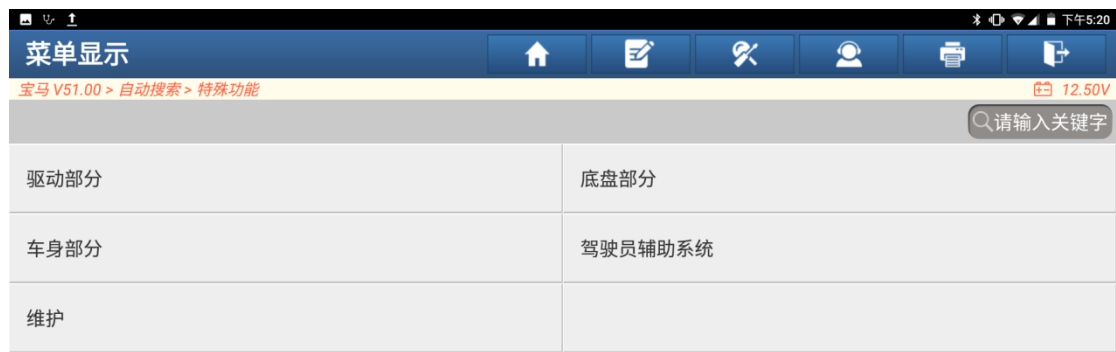 下午5:20
菜单显示
宝马 V51.00 > 自动搜索 > 特殊功能 12.50V
请输入关键字
驱动部分 底盘部分
车身部分 驾驶员辅助系统
维护